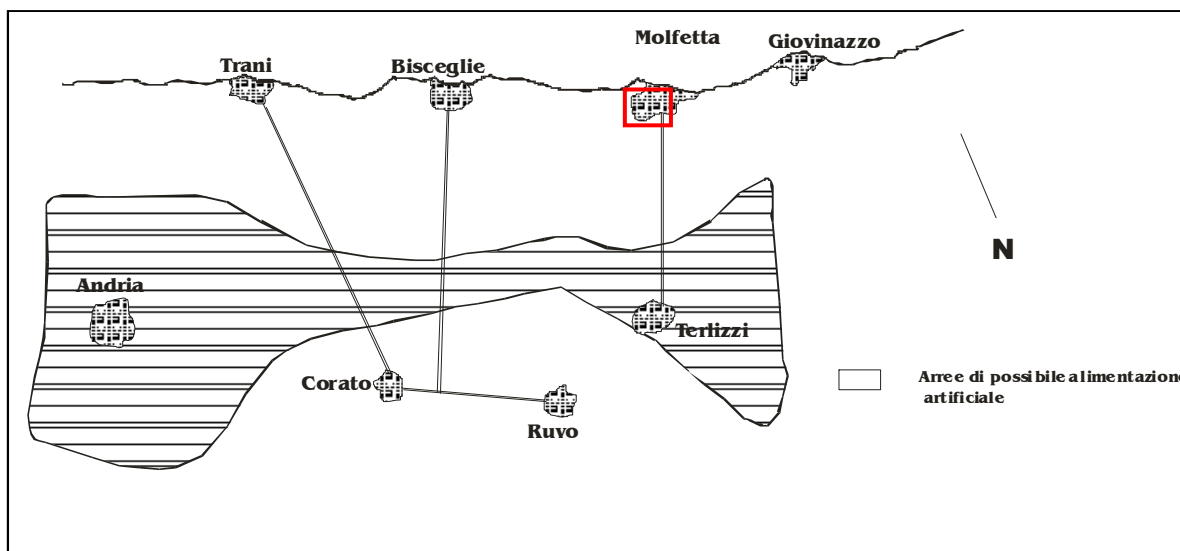 Molfetta
Giovinazzo
Trani
Bisceglie
N
Andria
Terlizzi
Corato
Ruvo
Arree di possibile alimentazione
artificiale